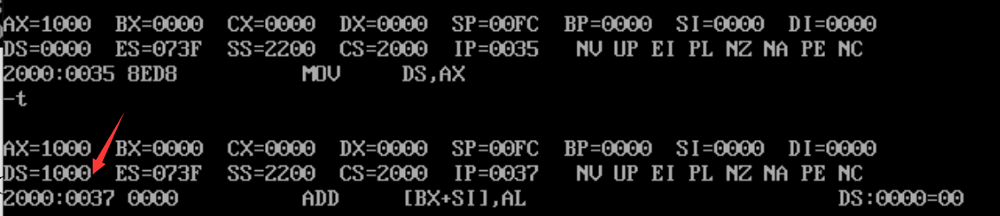 AX=1000 BX=0000 CX=0000 DX=0000 SP=00FC BP=0000 SI=0000 DI=0000
DS=0000 ES=073F SS=2200 CS=2000 IP=0035 NV UP EI PL NZ NA PE NC
2000:0035 8ED8 MOV DS,AX
-t
AX=1000 BX=0000 CX=0000 DX=0000 SP=00FC BP=0000 SI=0000 DI=0000
DS=1000 ES=073F SS=2200 CS=2000 IP=0037 NV UP EI PL NZ NA PE NC
2000:0037 0000 ADD [BX+SI],AL DS:0000=00